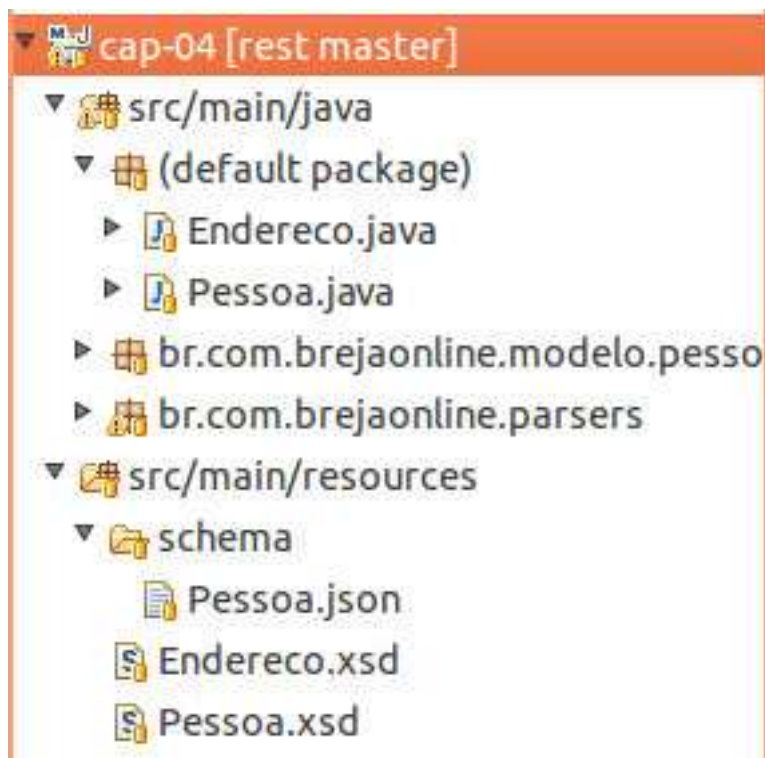 cap-04 [rest master]
src/main/java
(default package)
Endereco.java
Pessoa.java
br.com.brejaonline.modelo.pesso
br.com.brejaonline.parsers
src/main/resources
schema
Pessoa.json
Endereco.xsd
Pessoa.xsd